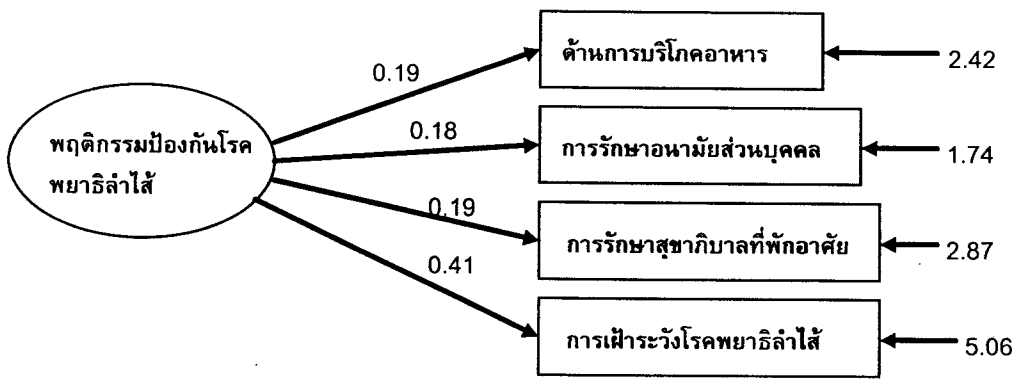 ด้านการบริโภคอาหาร
2.42
0.19
พฤติกรรมป้องกันโรค
พยาธิลำไส้
0.18
การรักษาอนามัยส่วนบุคคล
1.74
0.19
การรักษาสุขาภิบาลที่พักอาศัย
2.87
0.41
การเฝ้าระวังโรคพยาธิลำไส้
5.06